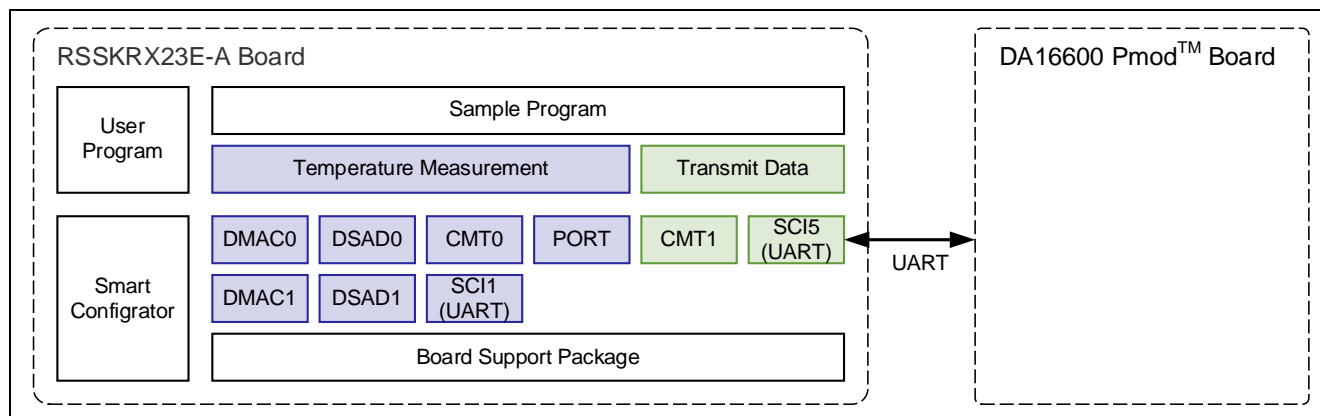 RSSKRX23E-A Board
DA16600 Pmod™ Board
User
Program
Sample Program
Temperature Measurement
Transmit Data
Smart
Configrator
DMAC0
DSAD0
CMT0
PORT
CMT1
SCI5
(UART)
UART
DMAC1
DSAD1
SCI1
(UART)
Board Support Package